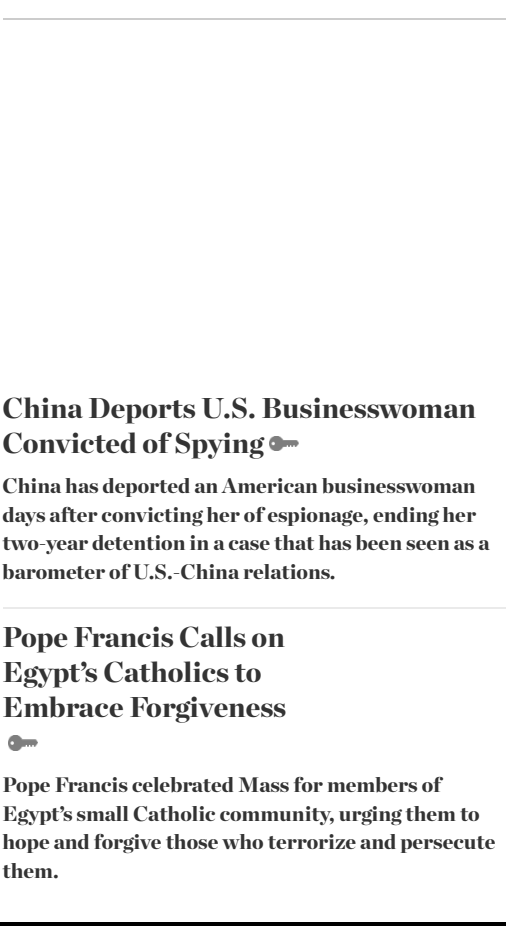 China Deports U.S. Businesswoman
Convicted of Spying
China has deported an American businesswoman
days after convicting her of espionage, ending her
two-year detention in a case that has been seen as a
barometer of U.S.-China relations.
Pope Francis Calls on
Egypt’s Catholics to
Embrace Forgiveness
Pope Francis celebrated Mass for members of
Egypt’s small Catholic community, urging them to
hope and forgive those who terrorize and persecute
them.